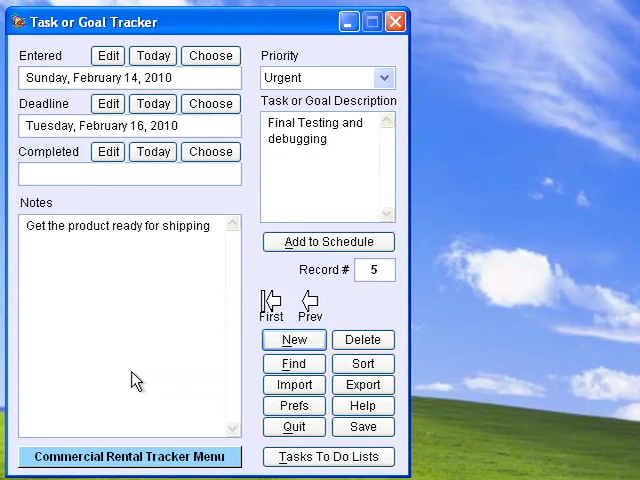 Task or Goal Tracker
Entered Edit Today Choose
Sunday, February 14, 2010
Deadline Edit Today Choose
Tuesday, February 16, 2010
Completed Edit Today Choose
Notes
Get the product ready for shipping
Commercial Rental Tracker Menu
Priority
Urgent
Task or Goal Description
Final Testing and
debugging
Add to Schedule
Record # 5
First Prev
New Delete
Find Sort
Import Export
Prefs Help
Quit Save
Tasks To Do Lists